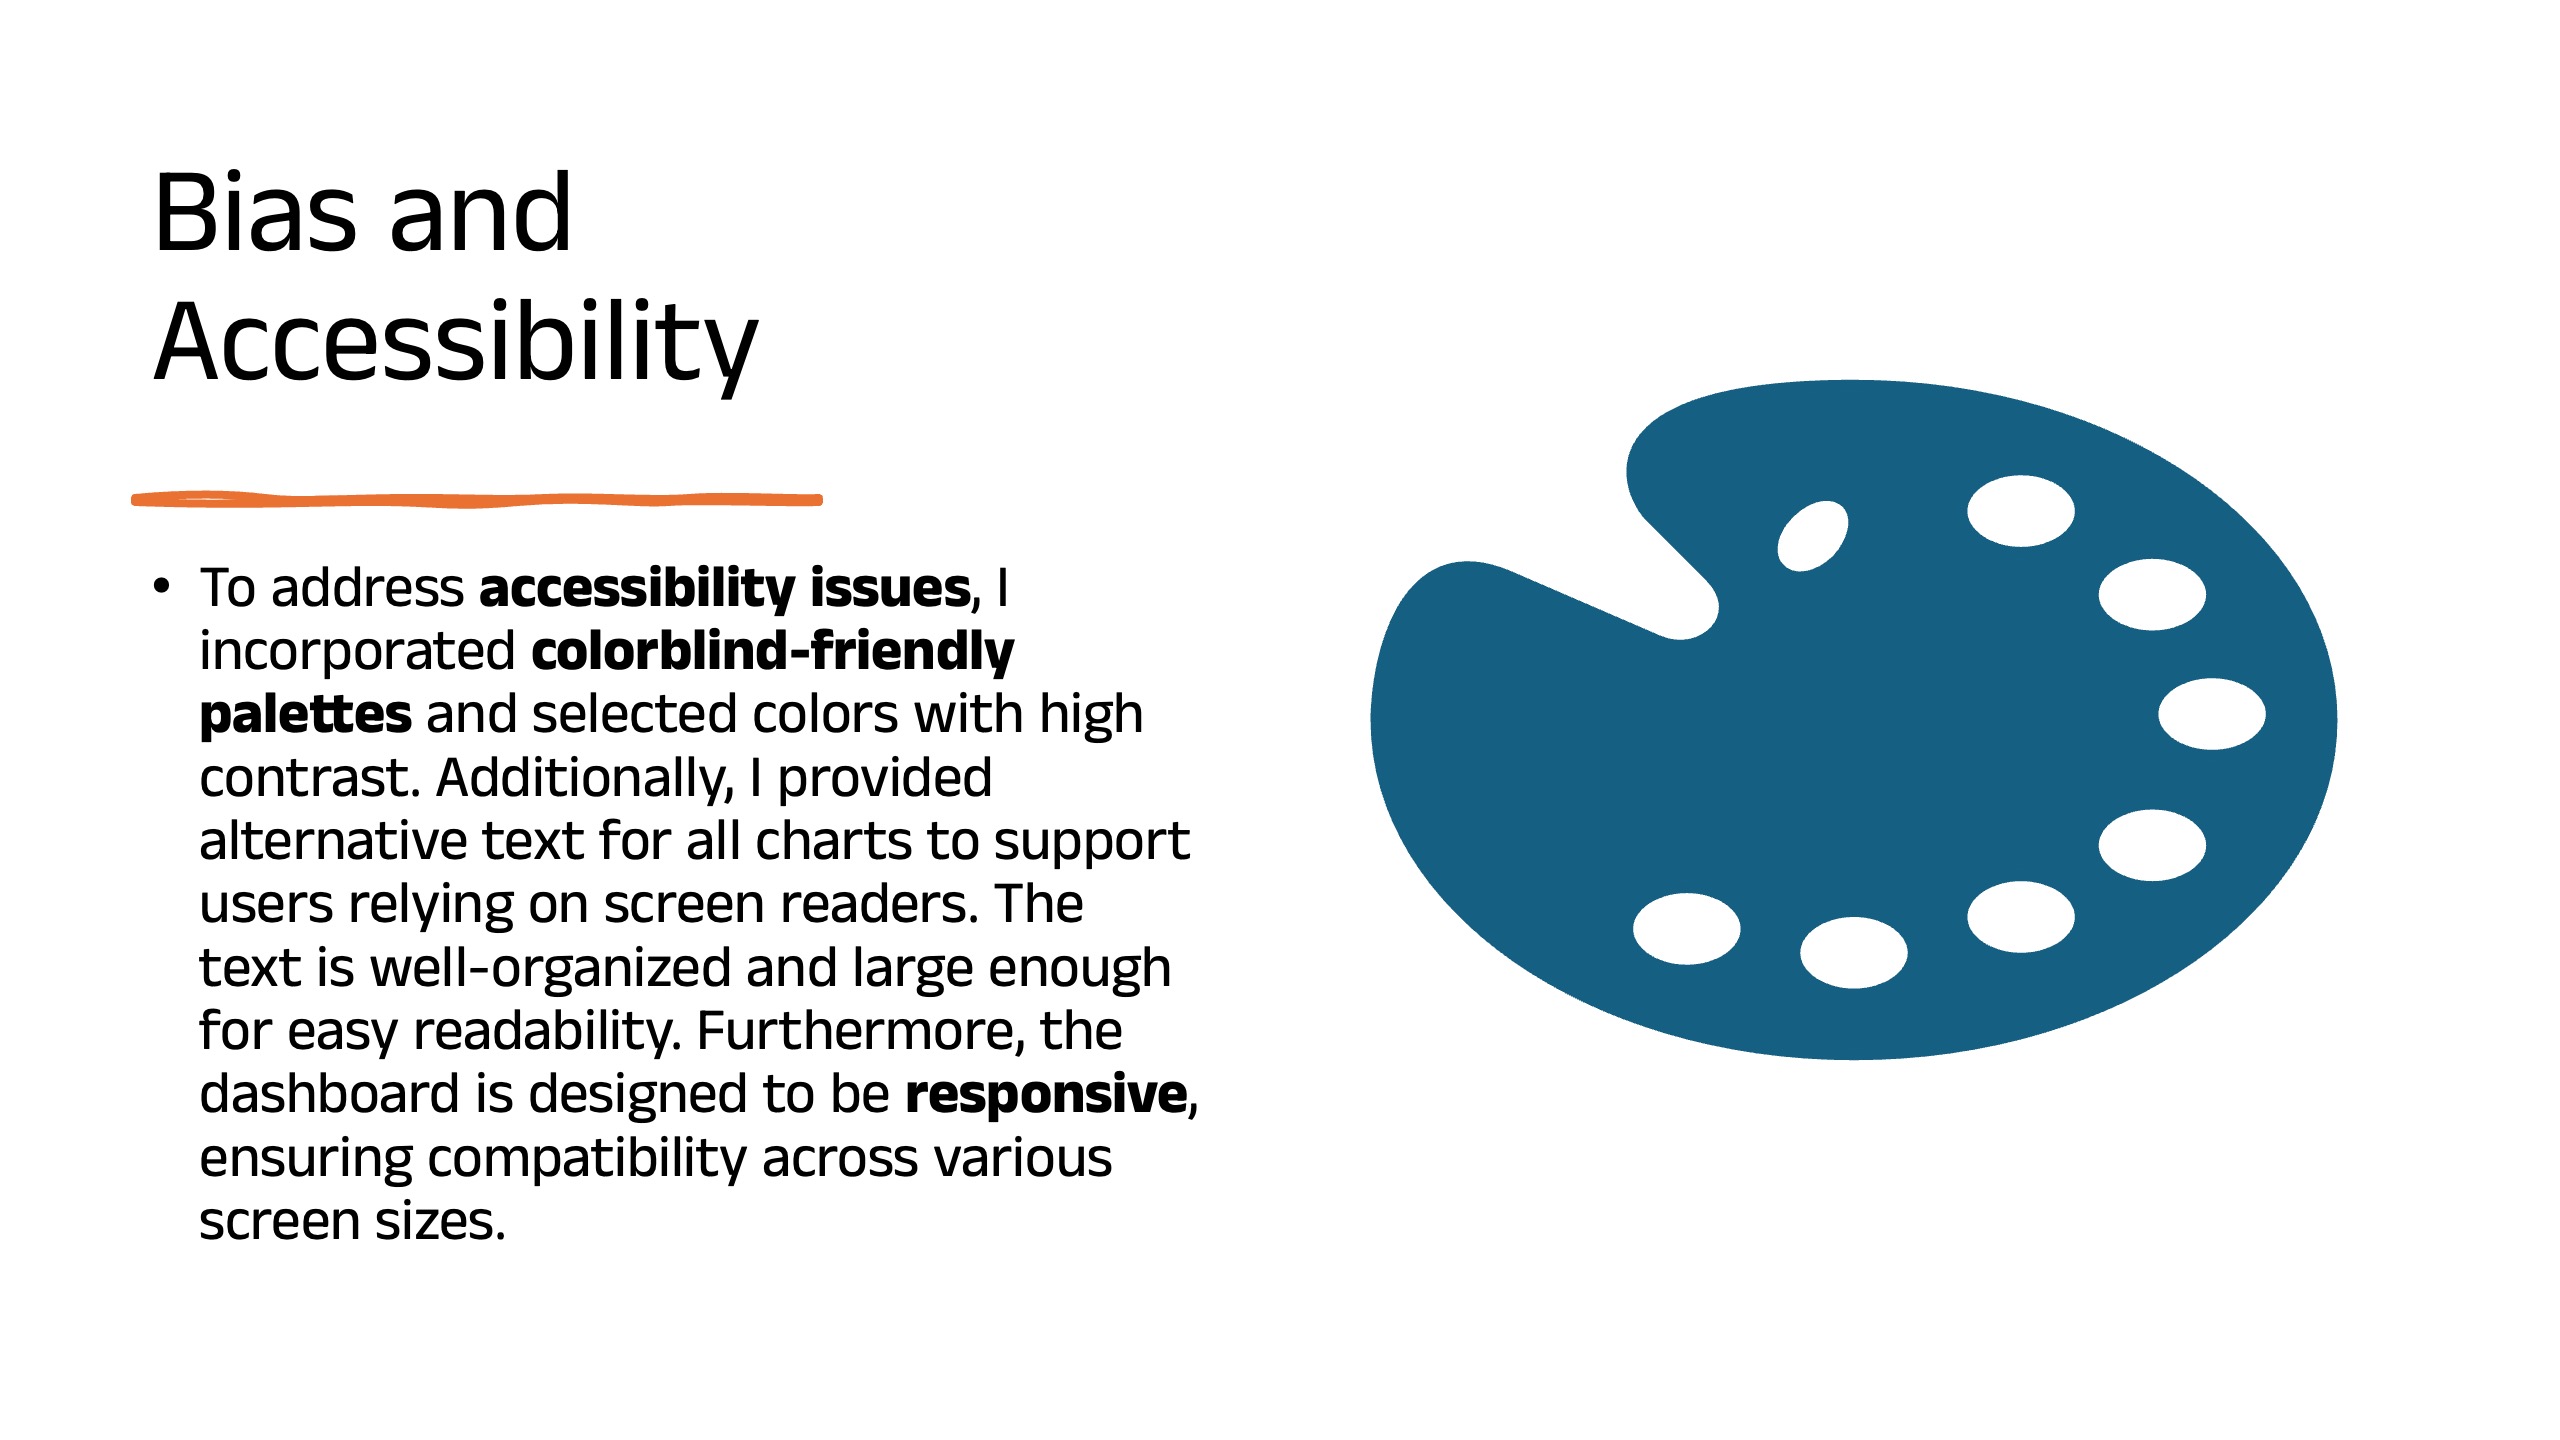 Bias and
Accessibility
• To address accessibility issues, I
incorporated colorblind-friendly
palettes and selected colors with high
contrast. Additionally, I provided
alternative text for all charts to support
users relying on screen readers. The
text is well-organized and large enough
for easy readability. Furthermore, the
dashboard is designed to be responsive,
ensuring compatibility across various
screen sizes.